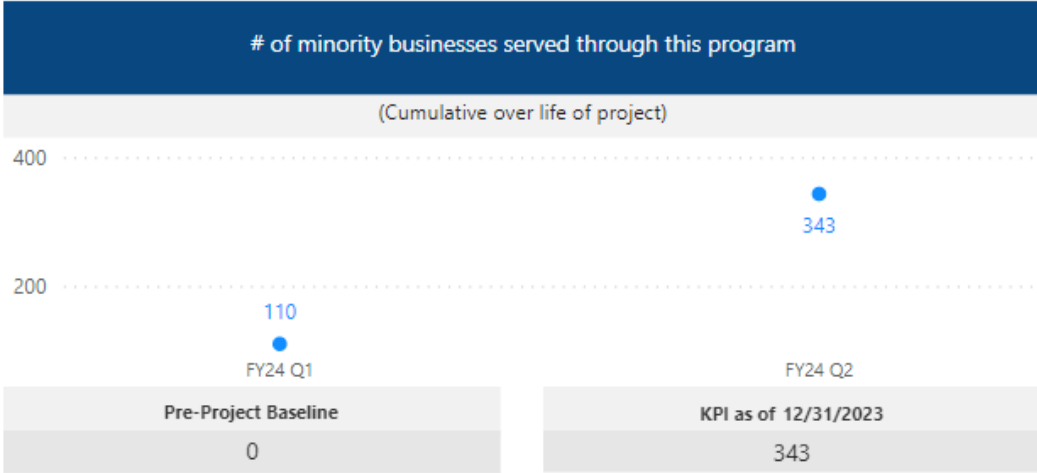 # of minority businesses served through this program
(Cumulative over life of project)
400
343
200
110
FY24 Q1
FY24 Q2
Pre-Project Baseline
KPI as of 12/31/2023
0
343